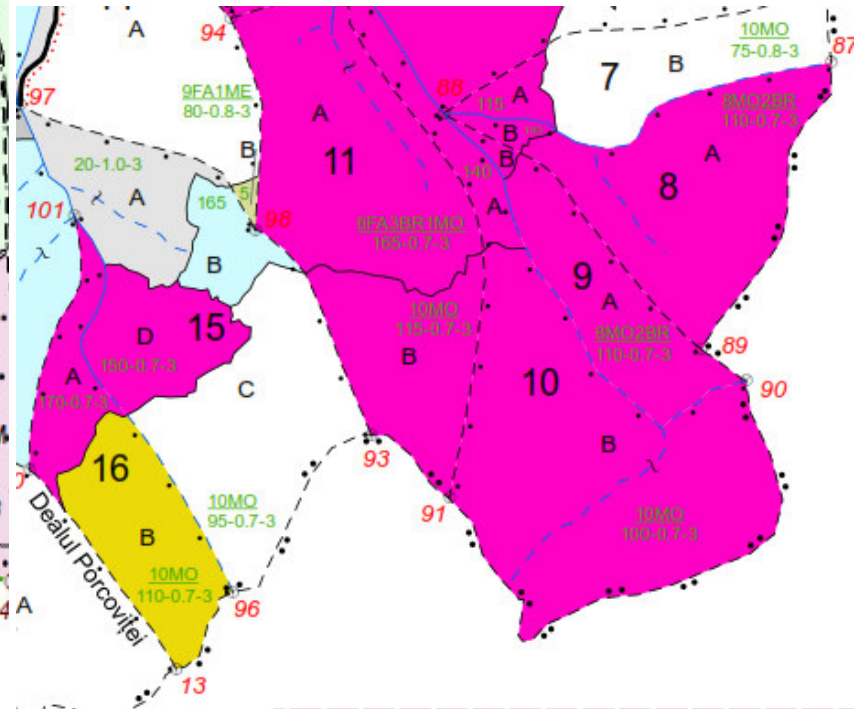 A
94
87
10MO
75-0.8-3
7
B
88
115
A
8MO2BR
110-0.7-3
97
9FA1ME
80-0.8-3
A
B
A
11
B
B
140
8
20-1.0-3
A
165
5
A
101
98
6FA3BR1MO
165-0.7-3
B
9
A
10MO
115-0.7-3
B
8MO2BR
110-0.7-3
89
D
15
150-0.7-3
C
10
90
A
170-0.7-3
B
93
16
91
10MO
95-0.7-3
10MO
100-0.7-3
Dealul Porcoviței
B
10MO
110-0.7-3
96
A
13